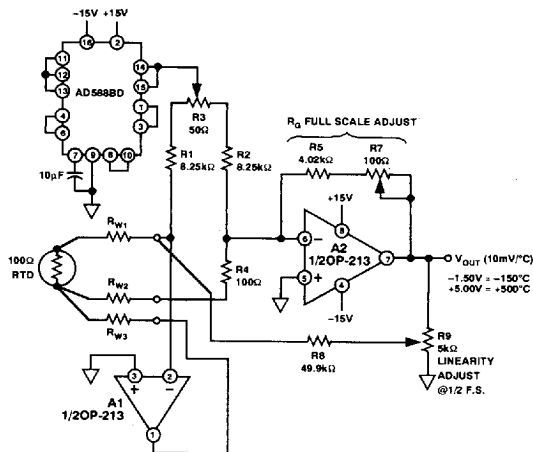 −15V
+15V
16
2
11
12
13
4
6
AD588BD
14
15
1
3
7
9
8
10
10µF
R3
50Ω
R1
8.25kΩ
R2
8.25kΩ
RG FULL SCALE ADJUST
R5
4.02kΩ
R7
100Ω
+15V
6
−
8
A2
1/2OP-213
7
5
+
4
−15V
VOUT (10mV/°C)
−1.50V = −150°C
+5.00V = +500°C
100Ω
RTD
RW1
RW2
RW3
R4
100Ω
R8
49.9kΩ
R9
5kΩ
LINEARITY
ADJUST
@1/2 F.S.
3
2
+
−
A1
1/2OP-213
1